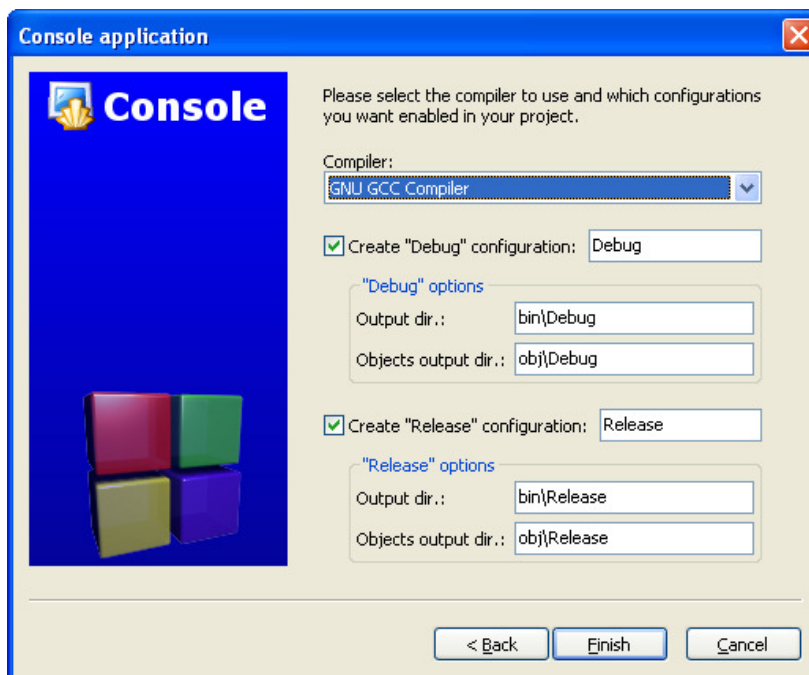 Console application
Console
Please select the compiler to use and which configurations
you want enabled in your project.
Compiler:
GNU GCC Compiler
Create "Debug" configuration: Debug
"Debug" options
Output dir.: bin\Debug
Objects output dir.: obj\Debug
Create "Release" configuration: Release
"Release" options
Output dir.: bin\Release
Objects output dir.: obj\Release
< Back Finish Cancel